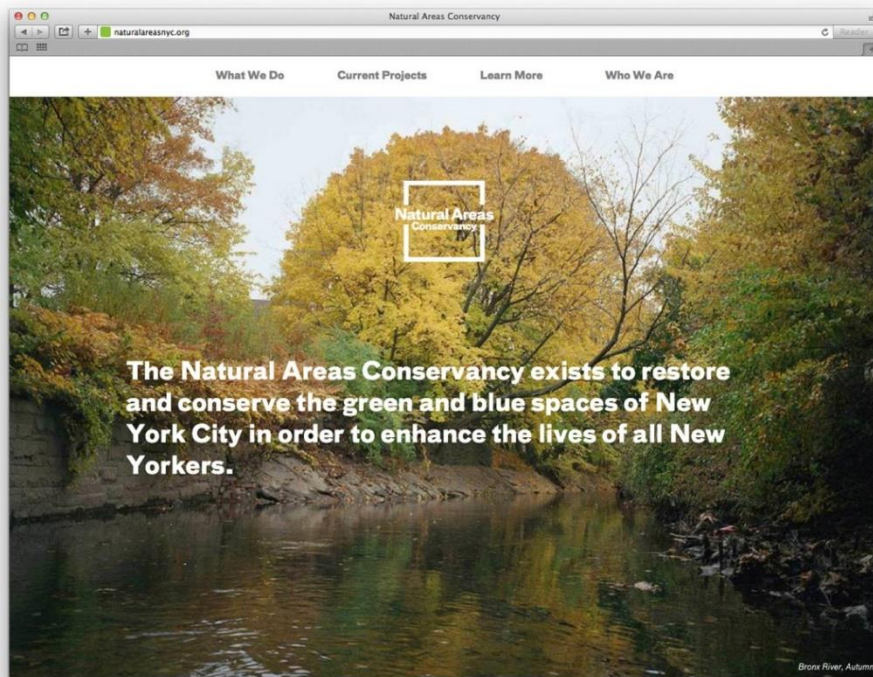 Natural Areas Conservancy
naturalareasnyc.org
Reader
What We Do
Current Projects
Learn More
Who We Are
Natural Areas
Conservancy
The Natural Areas Conservancy exists to restore
and conserve the green and blue spaces of New
York City in order to enhance the lives of all New
Yorkers.
Bronx River, Autumn